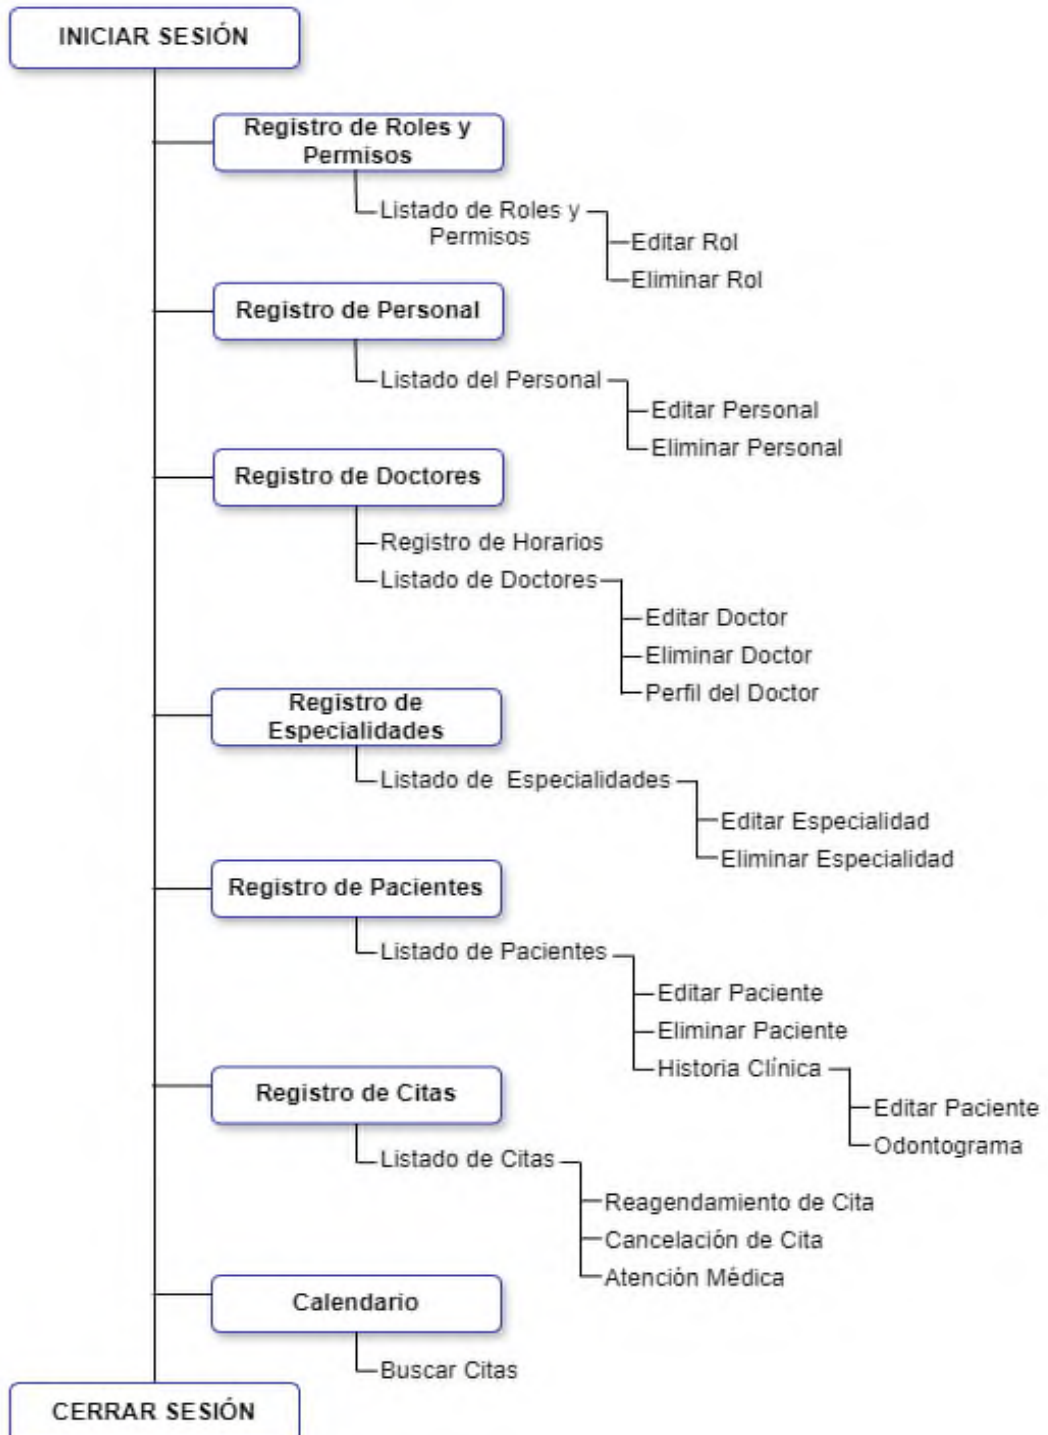 INICIAR SESIÓN
Registro de Roles y
Permisos
Listado de Roles y
Permisos
Editar Rol
Eliminar Rol
Registro de Personal
Listado del Personal
Editar Personal
Eliminar Personal
Registro de Doctores
Registro de Horarios
Listado de Doctores
Editar Doctor
Eliminar Doctor
Perfil del Doctor
Registro de
Especialidades
Listado de Especialidades
Editar Especialidad
Eliminar Especialidad
Registro de Pacientes
Listado de Pacientes
Editar Paciente
Eliminar Paciente
Historia Clínica
Editar Paciente
Odontograma
Registro de Citas
Listado de Citas
Reagendamiento de Cita
Cancelación de Cita
Atención Médica
Calendario
Buscar Citas
CERRAR SESIÓN